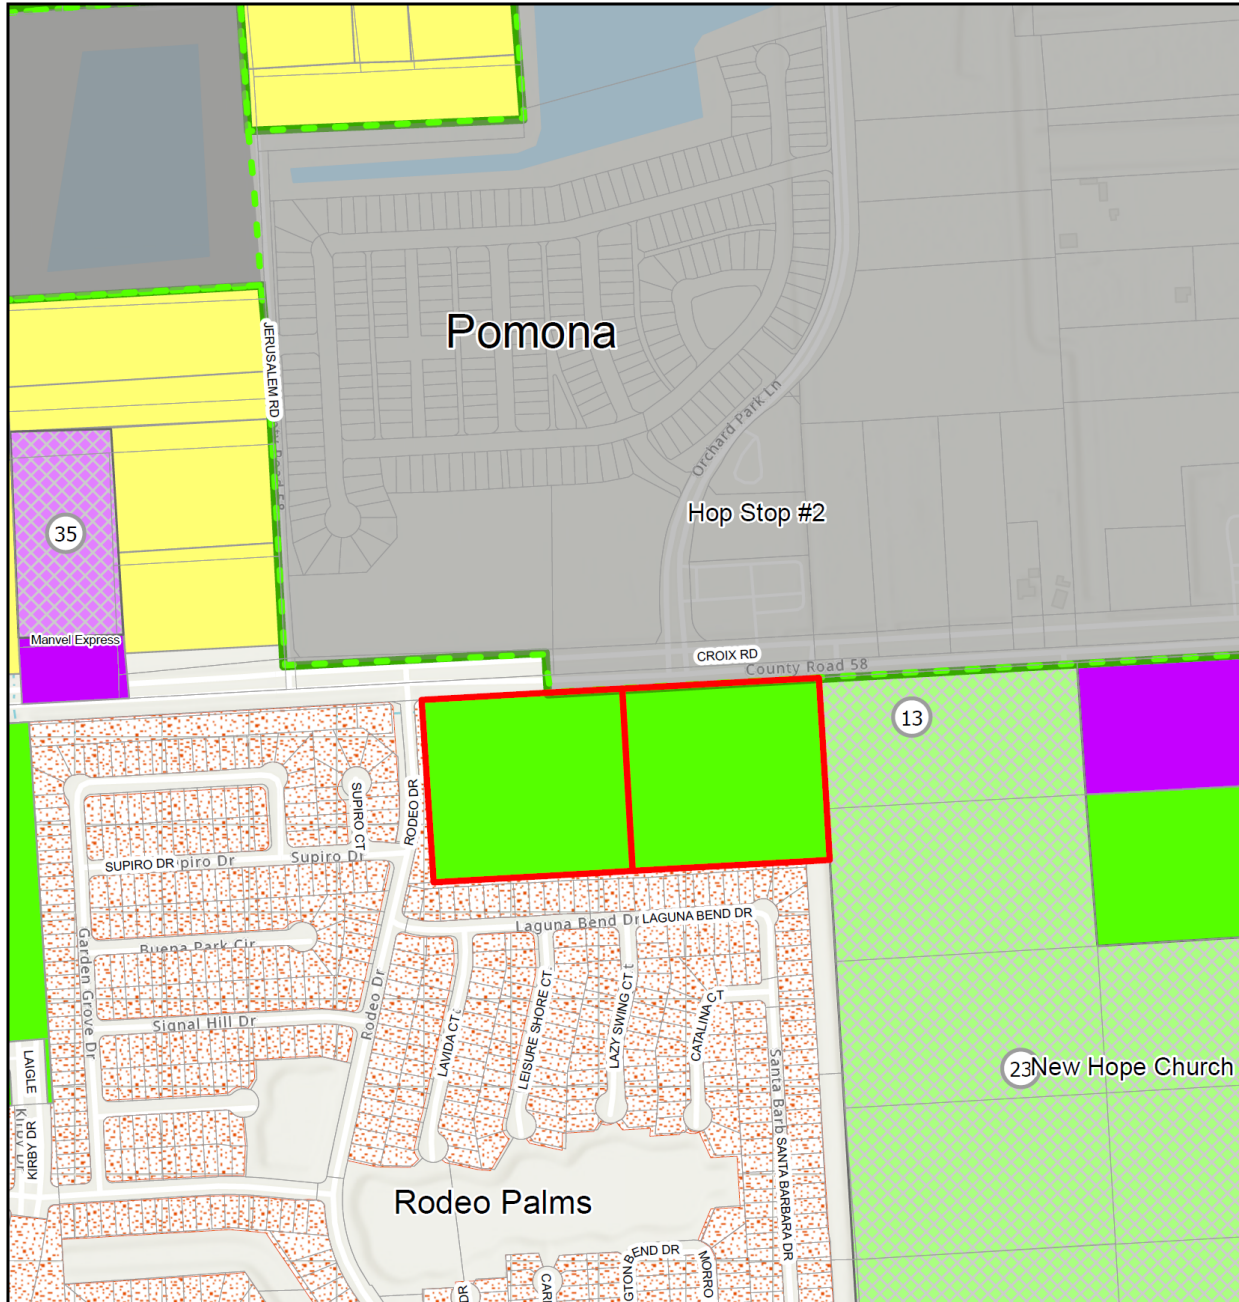 JERUSALEM RD
Pomona
Orchard Park Ln
Hop Stop #2
35
Manvel Express
CROIX RD
County Road 58
13
RODEO DR
SUPIRO CT
SUPIRO DR
Supiro Dr
Laguna Bend Dr
LAGUNA BEND DR
Garden Grove Dr
Buena Park Cir
Rodeo Dr
Signal Hill Dr
LAVIDA CT
LEISURE SHORE CT
LAZY SWING CT
CATALINA CT
LAIGLE
KIRBY DR
Santa Barb
SANTA BARBARA DR
23
New Hope Church
Rodeo Palms
END DR
MORRO